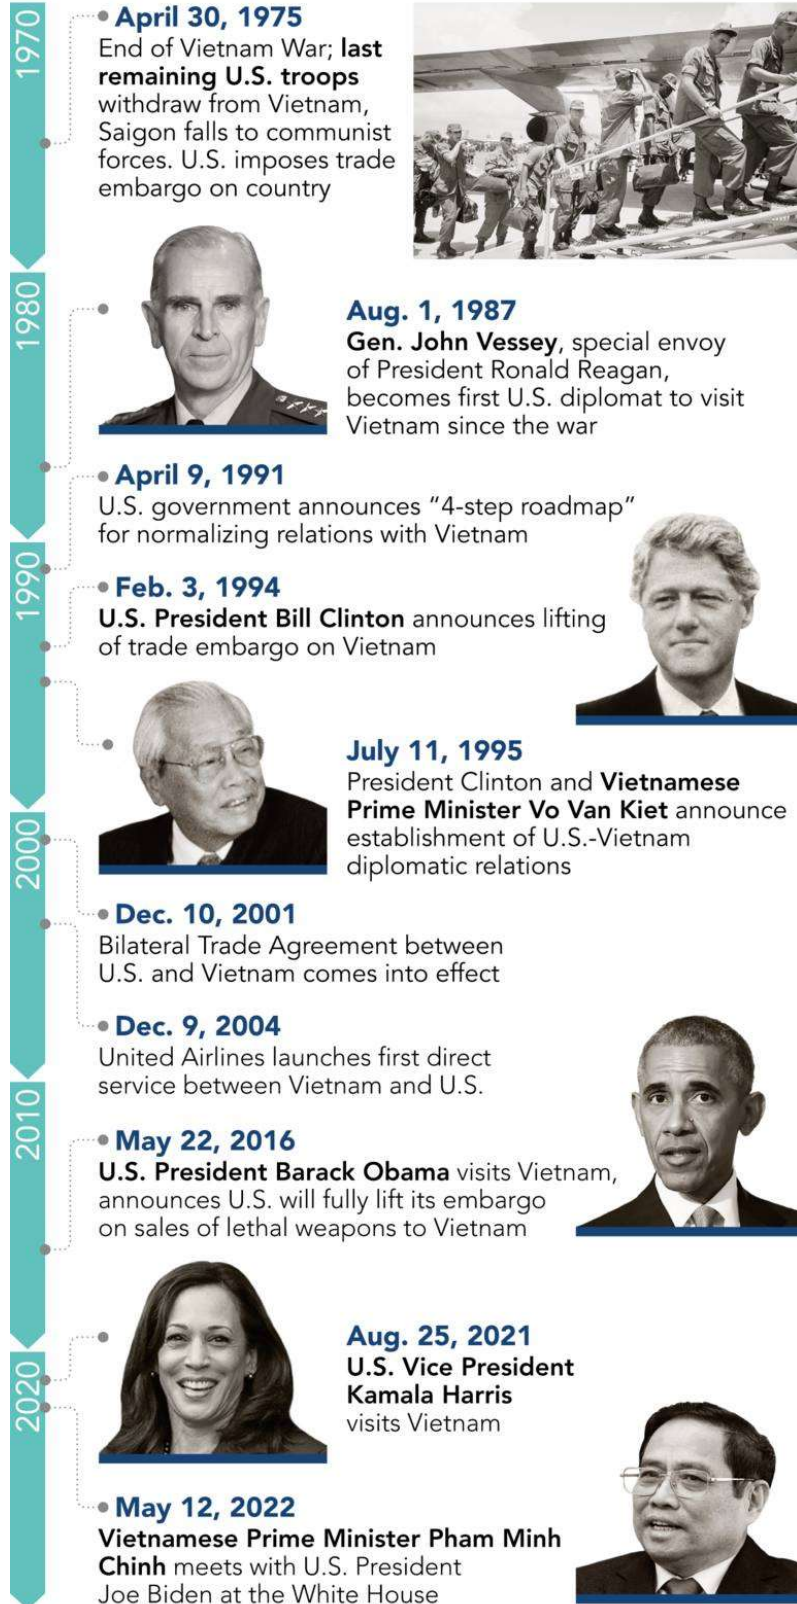 1970
April 30, 1975
End of Vietnam War; last
remaining U.S. troops
withdraw from Vietnam,
Saigon falls to communist
forces. U.S. imposes trade
embargo on country
1980
Aug. 1, 1987
Gen. John Vessey, special envoy
of President Ronald Reagan,
becomes first U.S. diplomat to visit
Vietnam since the war
April 9, 1991
U.S. government announces “4-step roadmap”
for normalizing relations with Vietnam
1990
Feb. 3, 1994
U.S. President Bill Clinton announces lifting
of trade embargo on Vietnam
July 11, 1995
President Clinton and Vietnamese
Prime Minister Vo Van Kiet announce
establishment of U.S.-Vietnam
diplomatic relations
2000
Dec. 10, 2001
Bilateral Trade Agreement between
U.S. and Vietnam comes into effect
Dec. 9, 2004
United Airlines launches first direct
service between Vietnam and U.S.
2010
May 22, 2016
U.S. President Barack Obama visits Vietnam,
announces U.S. will fully lift its embargo
on sales of lethal weapons to Vietnam
Aug. 25, 2021
U.S. Vice President
Kamala Harris
visits Vietnam
2020
May 12, 2022
Vietnamese Prime Minister Pham Minh
Chinh meets with U.S. President
Joe Biden at the White House